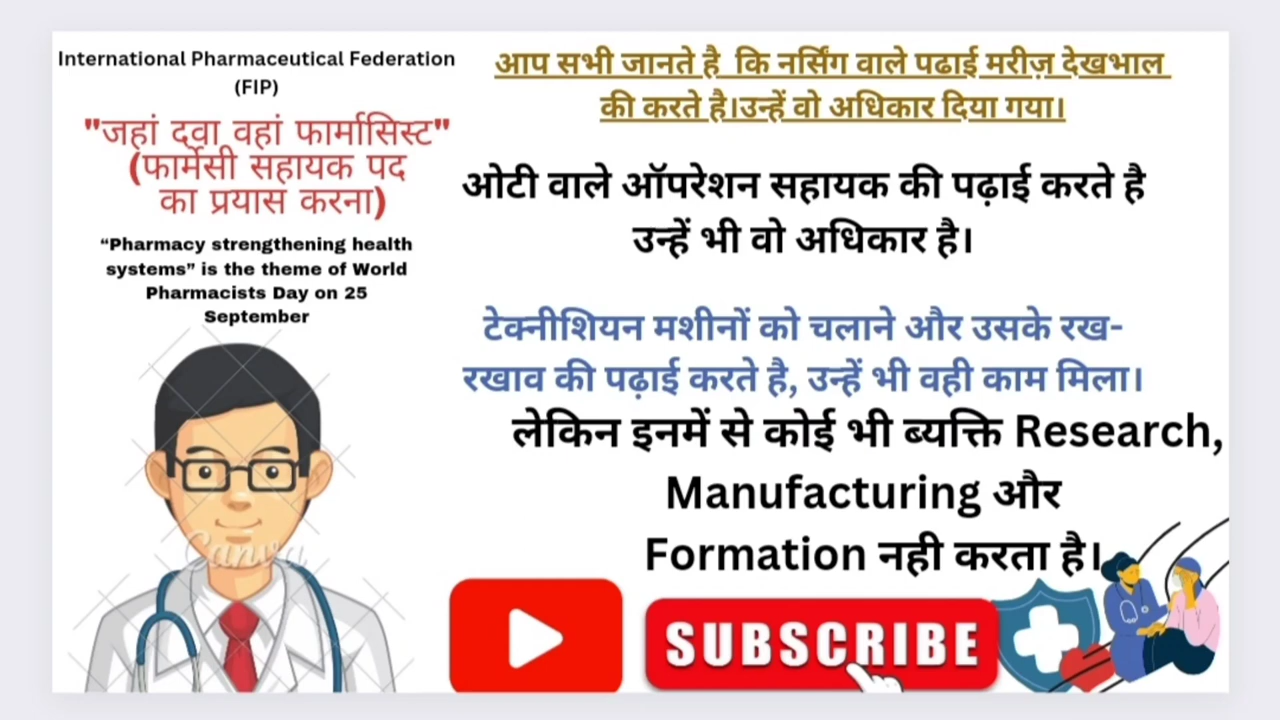 International Pharmaceutical Federation
(FIP)
"जहां दवा वहां फार्मासिस्ट"
(फार्मेसी सहायक पद
का प्रयास करना)
“Pharmacy strengthening health
systems” is the theme of World
Pharmacists Day on 25
September
Canva
आप सभी जानते है कि नर्सिंग वाले पढाई मरीज़ देखभाल
की करते है।उन्हें वो अधिकार दिया गया।
ओटी वाले ऑपरेशन सहायक की पढ़ाई करते है
उन्हें भी वो अधिकार है।
टेक्नीशियन मशीनों को चलाने और उसके रख-
रखाव की पढ़ाई करते है, उन्हें भी वही काम मिला।
लेकिन इनमें से कोई भी ब्यक्ति Research,
Manufacturing और
Formation नही करता है।
SUBSCRIBE